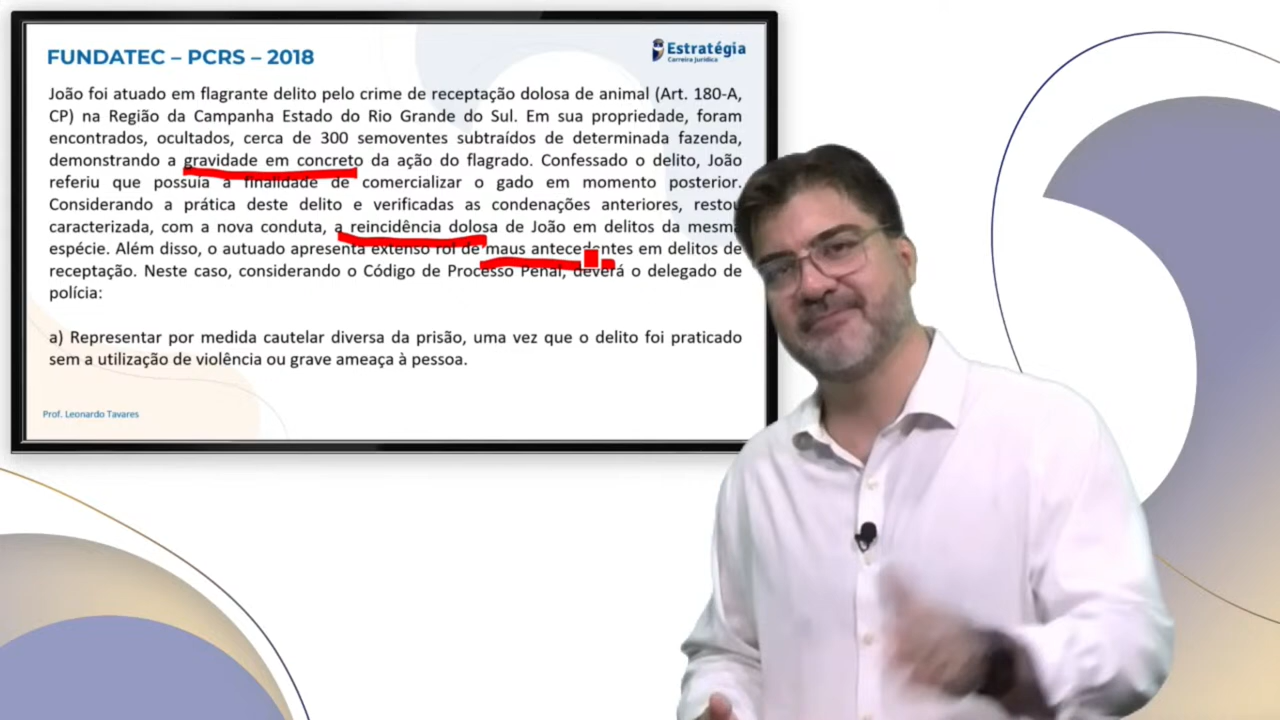 FUNDATEC – PCRS – 2018
Estratégia
Carreira Jurídica
João foi atuado em flagrante delito pelo crime de receptação dolosa de animal (Art. 180-A,
CP) na Região da Campanha Estado do Rio Grande do Sul. Em sua propriedade, foram
encontrados, ocultados, cerca de 300 semoventes subtraídos de determinada fazenda,
demonstrando a gravidade em concreto da ação do flagrado. Confessado o delito, João
referiu que possuía a finalidade de comercializar o gado em momento posterior.
Considerando a prática deste delito e verificadas as condenações anteriores, restou
caracterizada, com a nova conduta, a reincidência dolosa de João em delitos da mesma
espécie. Além disso, o autuado apresenta extenso rol de maus antecedentes em delitos de
receptação. Neste caso, considerando o Código de Processo Penal, deverá o delegado de
polícia:
a) Representar por medida cautelar diversa da prisão, uma vez que o delito foi praticado
sem a utilização de violência ou grave ameaça à pessoa.
Prof. Leonardo Tavares